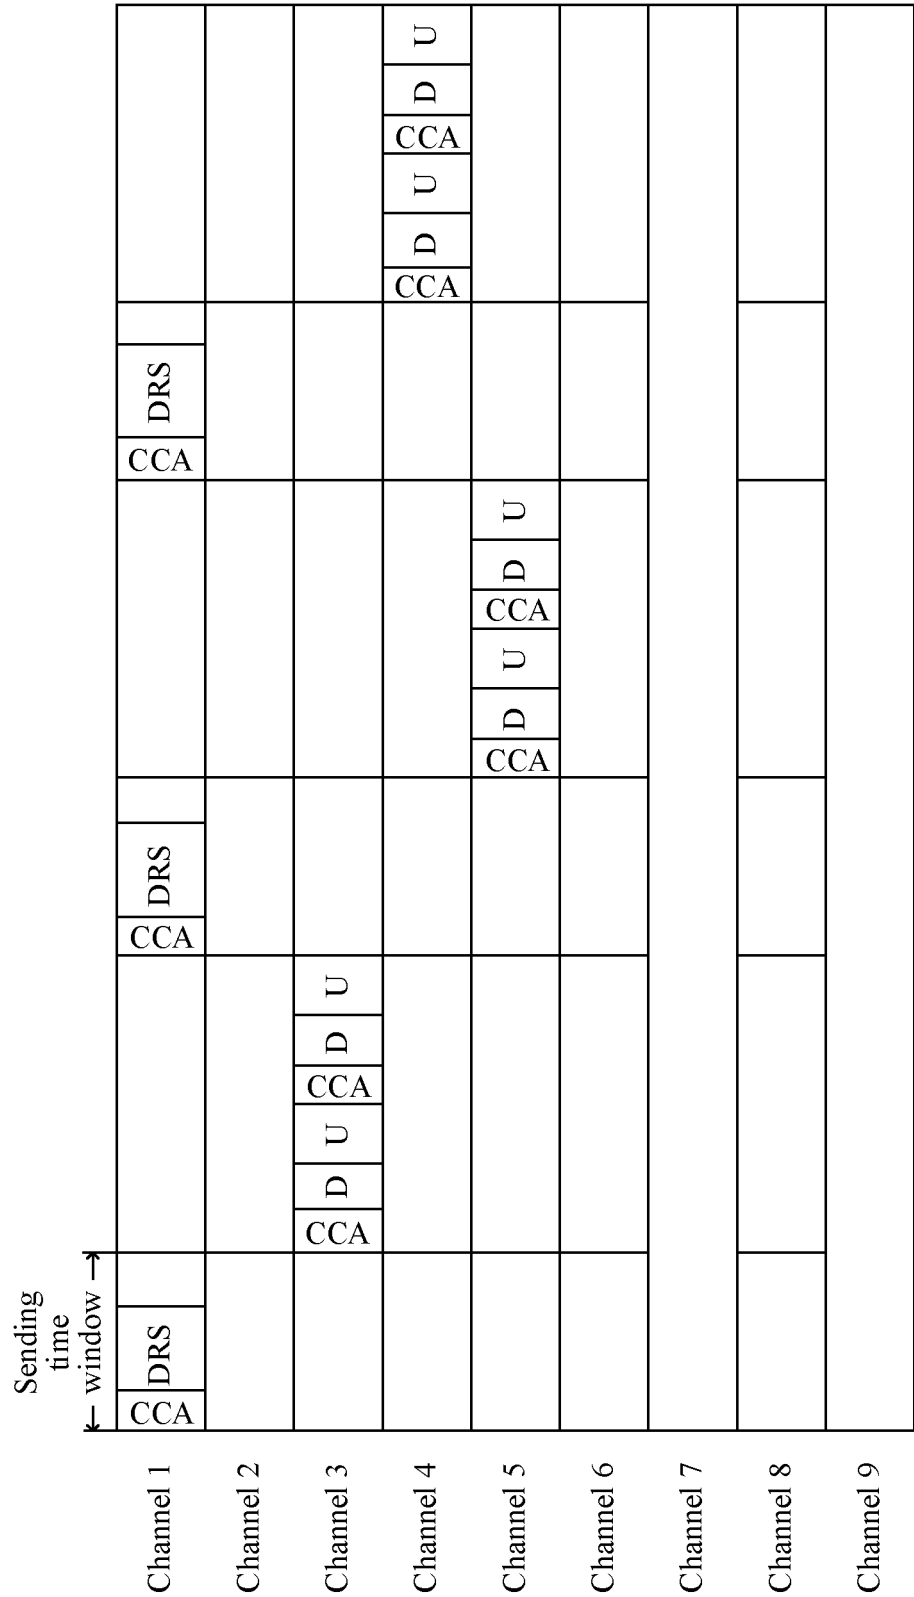 Sending
time
window
Channel 1
CCA
DRS
CCA
DRS
CCA
DRS
Channel 2
Channel 3
CCA
D
U
CCA
D
U
Channel 4
CCA
D
U
CCA
D
U
Channel 5
CCA
D
U
CCA
D
U
Channel 6
Channel 7
Channel 8
Channel 9